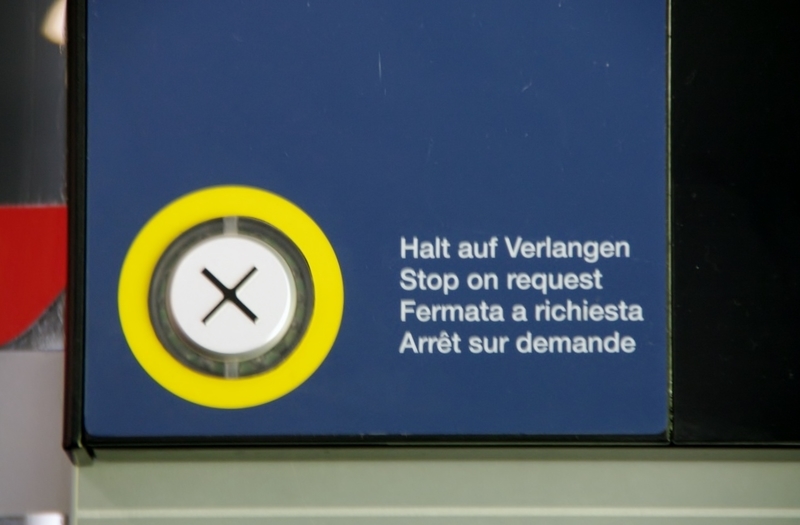 Halt auf Verlangen
Stop on request
Fermata a richiesta
Arrêt sur demande